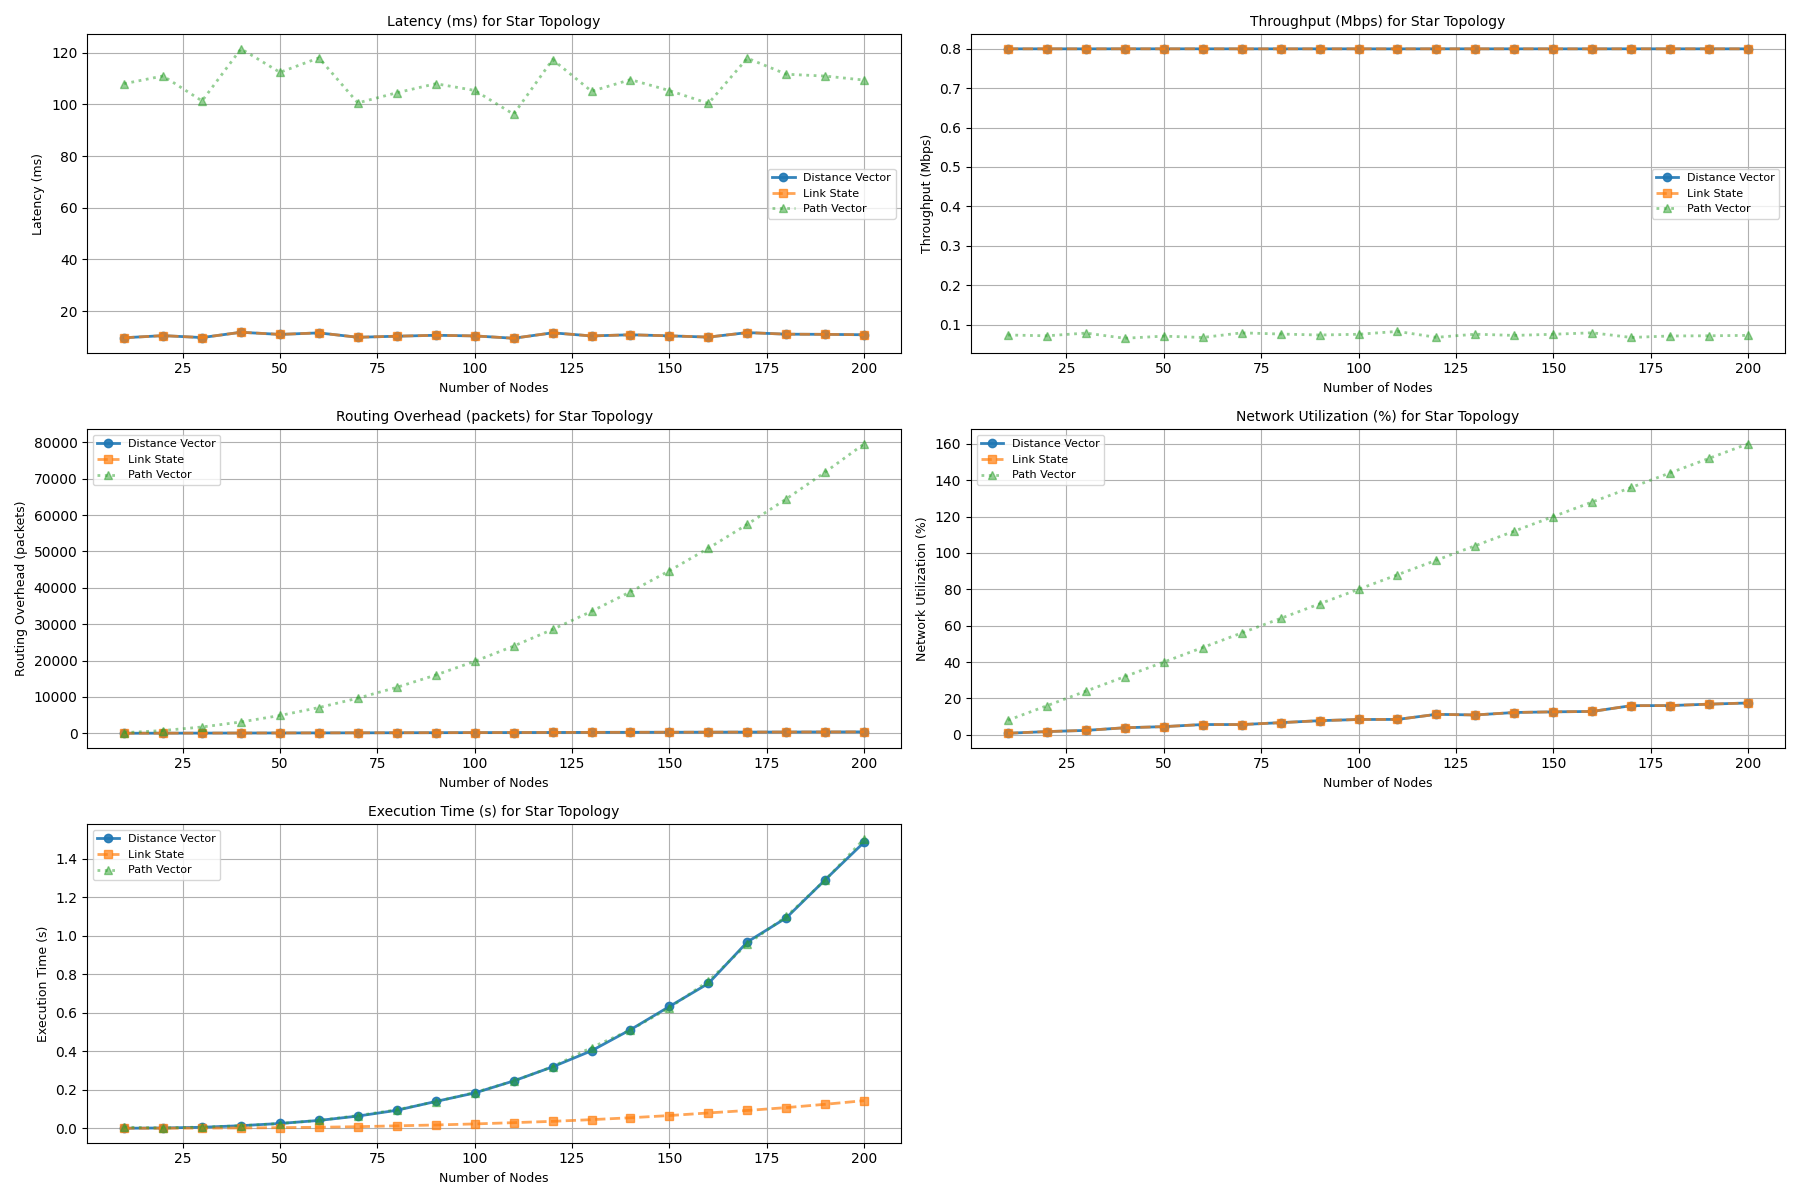 Latency (ms) for Star Topology
Latency (ms)
120
100
80
60
40
20
Distance Vector
Link State
Path Vector
25 50 75 100 125 150 175 200
Number of Nodes
Throughput (Mbps) for Star Topology
Throughput (Mbps)
0.8
0.7
0.6
0.5
0.4
0.3
0.2
0.1
Distance Vector
Link State
Path Vector
25 50 75 100 125 150 175 200
Number of Nodes
Routing Overhead (packets) for Star Topology
Routing Overhead (packets)
80000
70000
60000
50000
40000
30000
20000
10000
0
Distance Vector
Link State
Path Vector
25 50 75 100 125 150 175 200
Number of Nodes
Network Utilization (%) for Star Topology
Network Utilization (%)
160
140
120
100
80
60
40
20
0
Distance Vector
Link State
Path Vector
25 50 75 100 125 150 175 200
Number of Nodes
Execution Time (s) for Star Topology
Execution Time (s)
1.4
1.2
1.0
0.8
0.6
0.4
0.2
0.0
Distance Vector
Link State
Path Vector
25 50 75 100 125 150 175 200
Number of Nodes